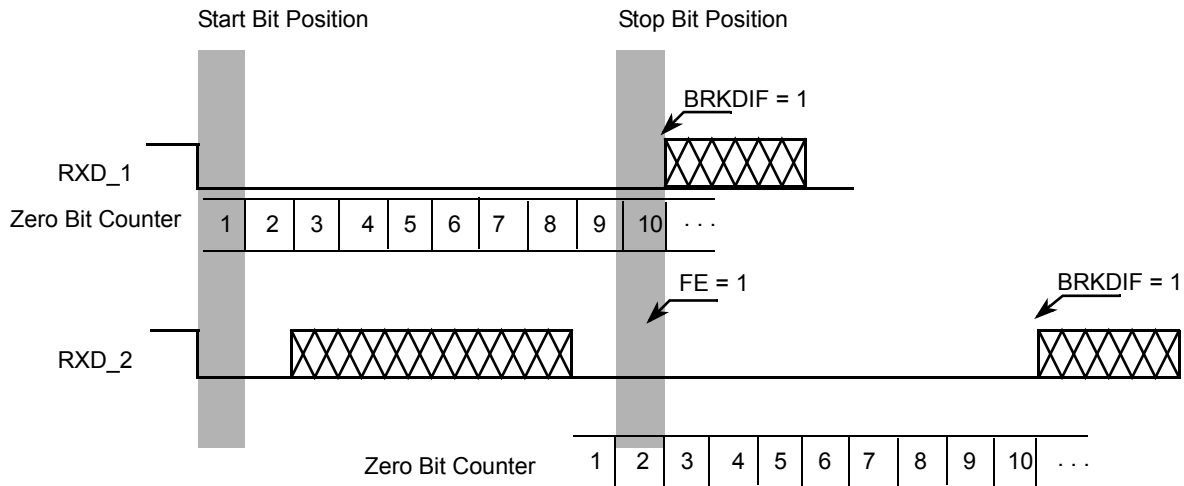 Start Bit Position Stop Bit Position
BRKDIF = 1
RXD_1
Zero Bit Counter 1 2 3 4 5 6 7 8 9 10 . . .
FE = 1 BRKDIF = 1
RXD_2
Zero Bit Counter 1 2 3 4 5 6 7 8 9 10 . . .